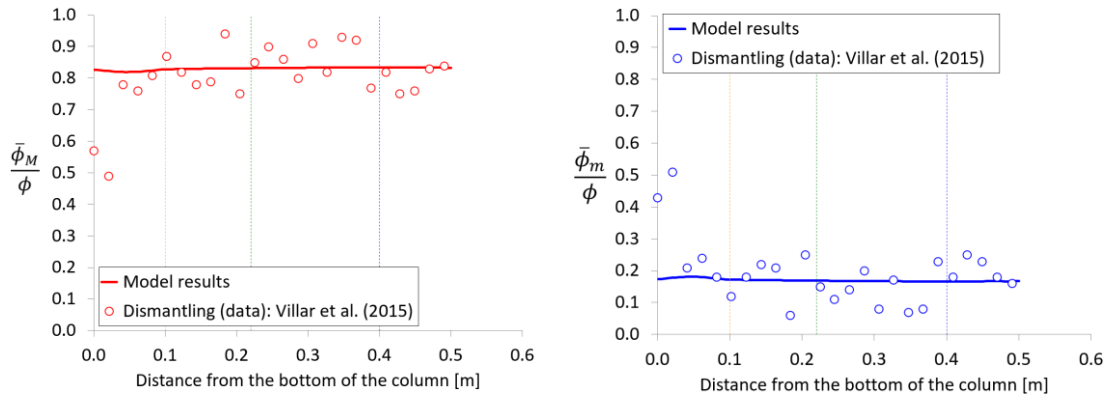 1.0
0.9
0.8
0.7
0.6
0.5
0.4
0.3
0.2
0.1
0.0
ϕ̄_M
ϕ
Model results
Dismantling (data): Villar et al. (2015)
0.0 0.1 0.2 0.3 0.4 0.5 0.6
Distance from the bottom of the column [m]
1.0
0.9
0.8
0.7
0.6
0.5
0.4
0.3
0.2
0.1
0.0
ϕ̄_m
ϕ
Model results
Dismantling (data): Villar et al. (2015)
0.0 0.1 0.2 0.3 0.4 0.5 0.6
Distance from the bottom of the column [m]